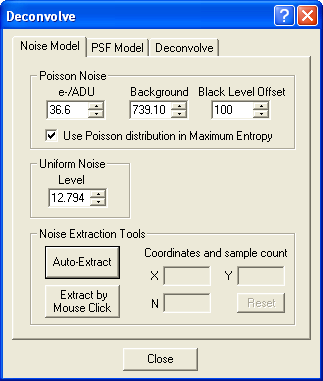 Deconvolve
Noise Model PSF Model Deconvolve
Poisson Noise
e-/ADU Background Black Level Offset
36.6 739.10 100
Use Poisson distribution in Maximum Entropy
Uniform Noise
Level
12.794
Noise Extraction Tools
Auto-Extract
Coordinates and sample count
X Y
Extract by
Mouse Click
N Reset
Close